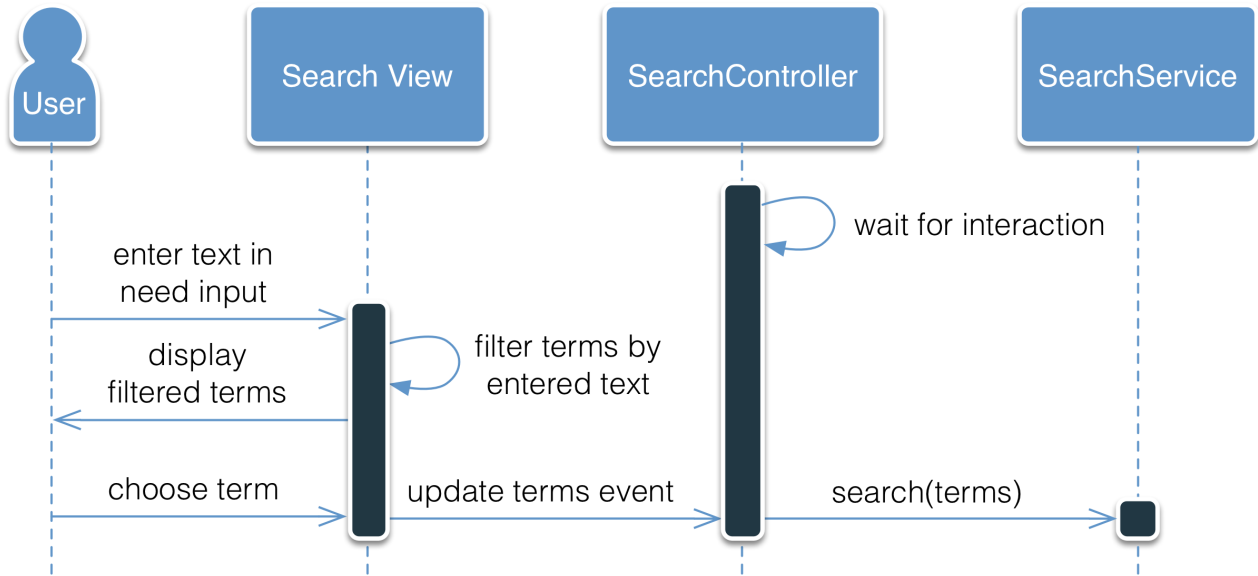 User
Search View
SearchController
SearchService
wait for interaction
enter text in
need input
filter terms by
entered text
display
filtered terms
choose term
update terms event
search(terms)